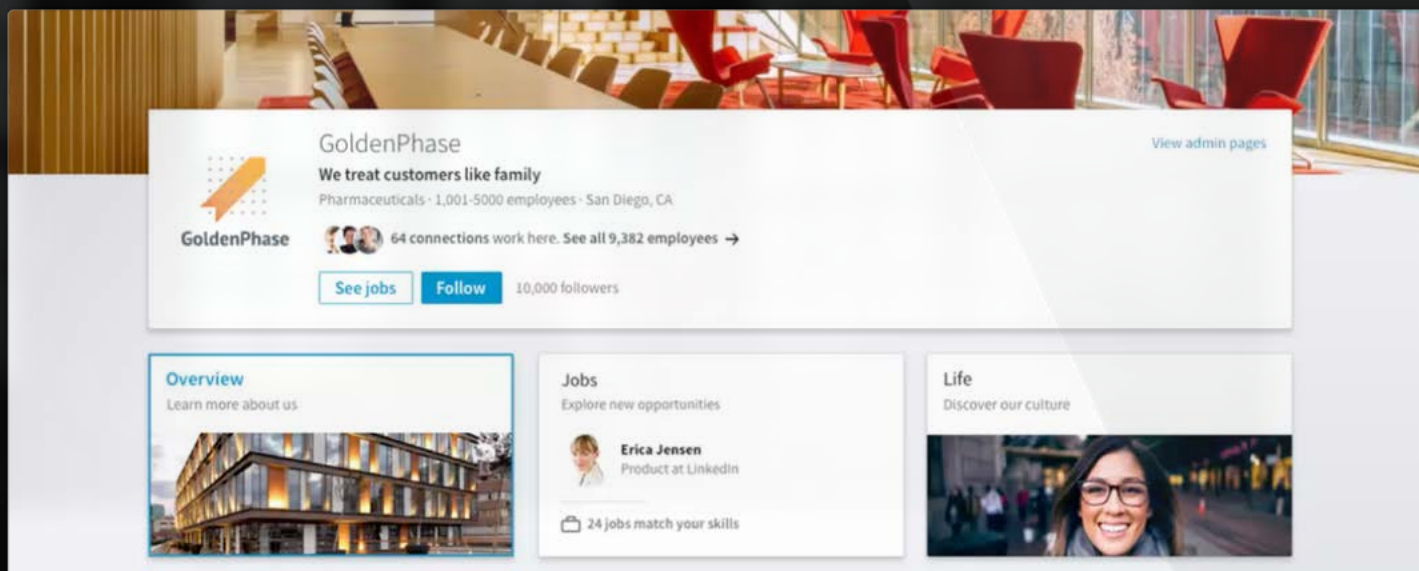 GoldenPhase
View admin pages
We treat customers like family
Pharmaceuticals · 1,001-5000 employees · San Diego, CA
GoldenPhase
64 connections work here. See all 9,382 employees →
See jobs
Follow
10,000 followers
Overview
Learn more about us
Jobs
Explore new opportunities
Erica Jensen
Product at LinkedIn
24 jobs match your skills
Life
Discover our culture